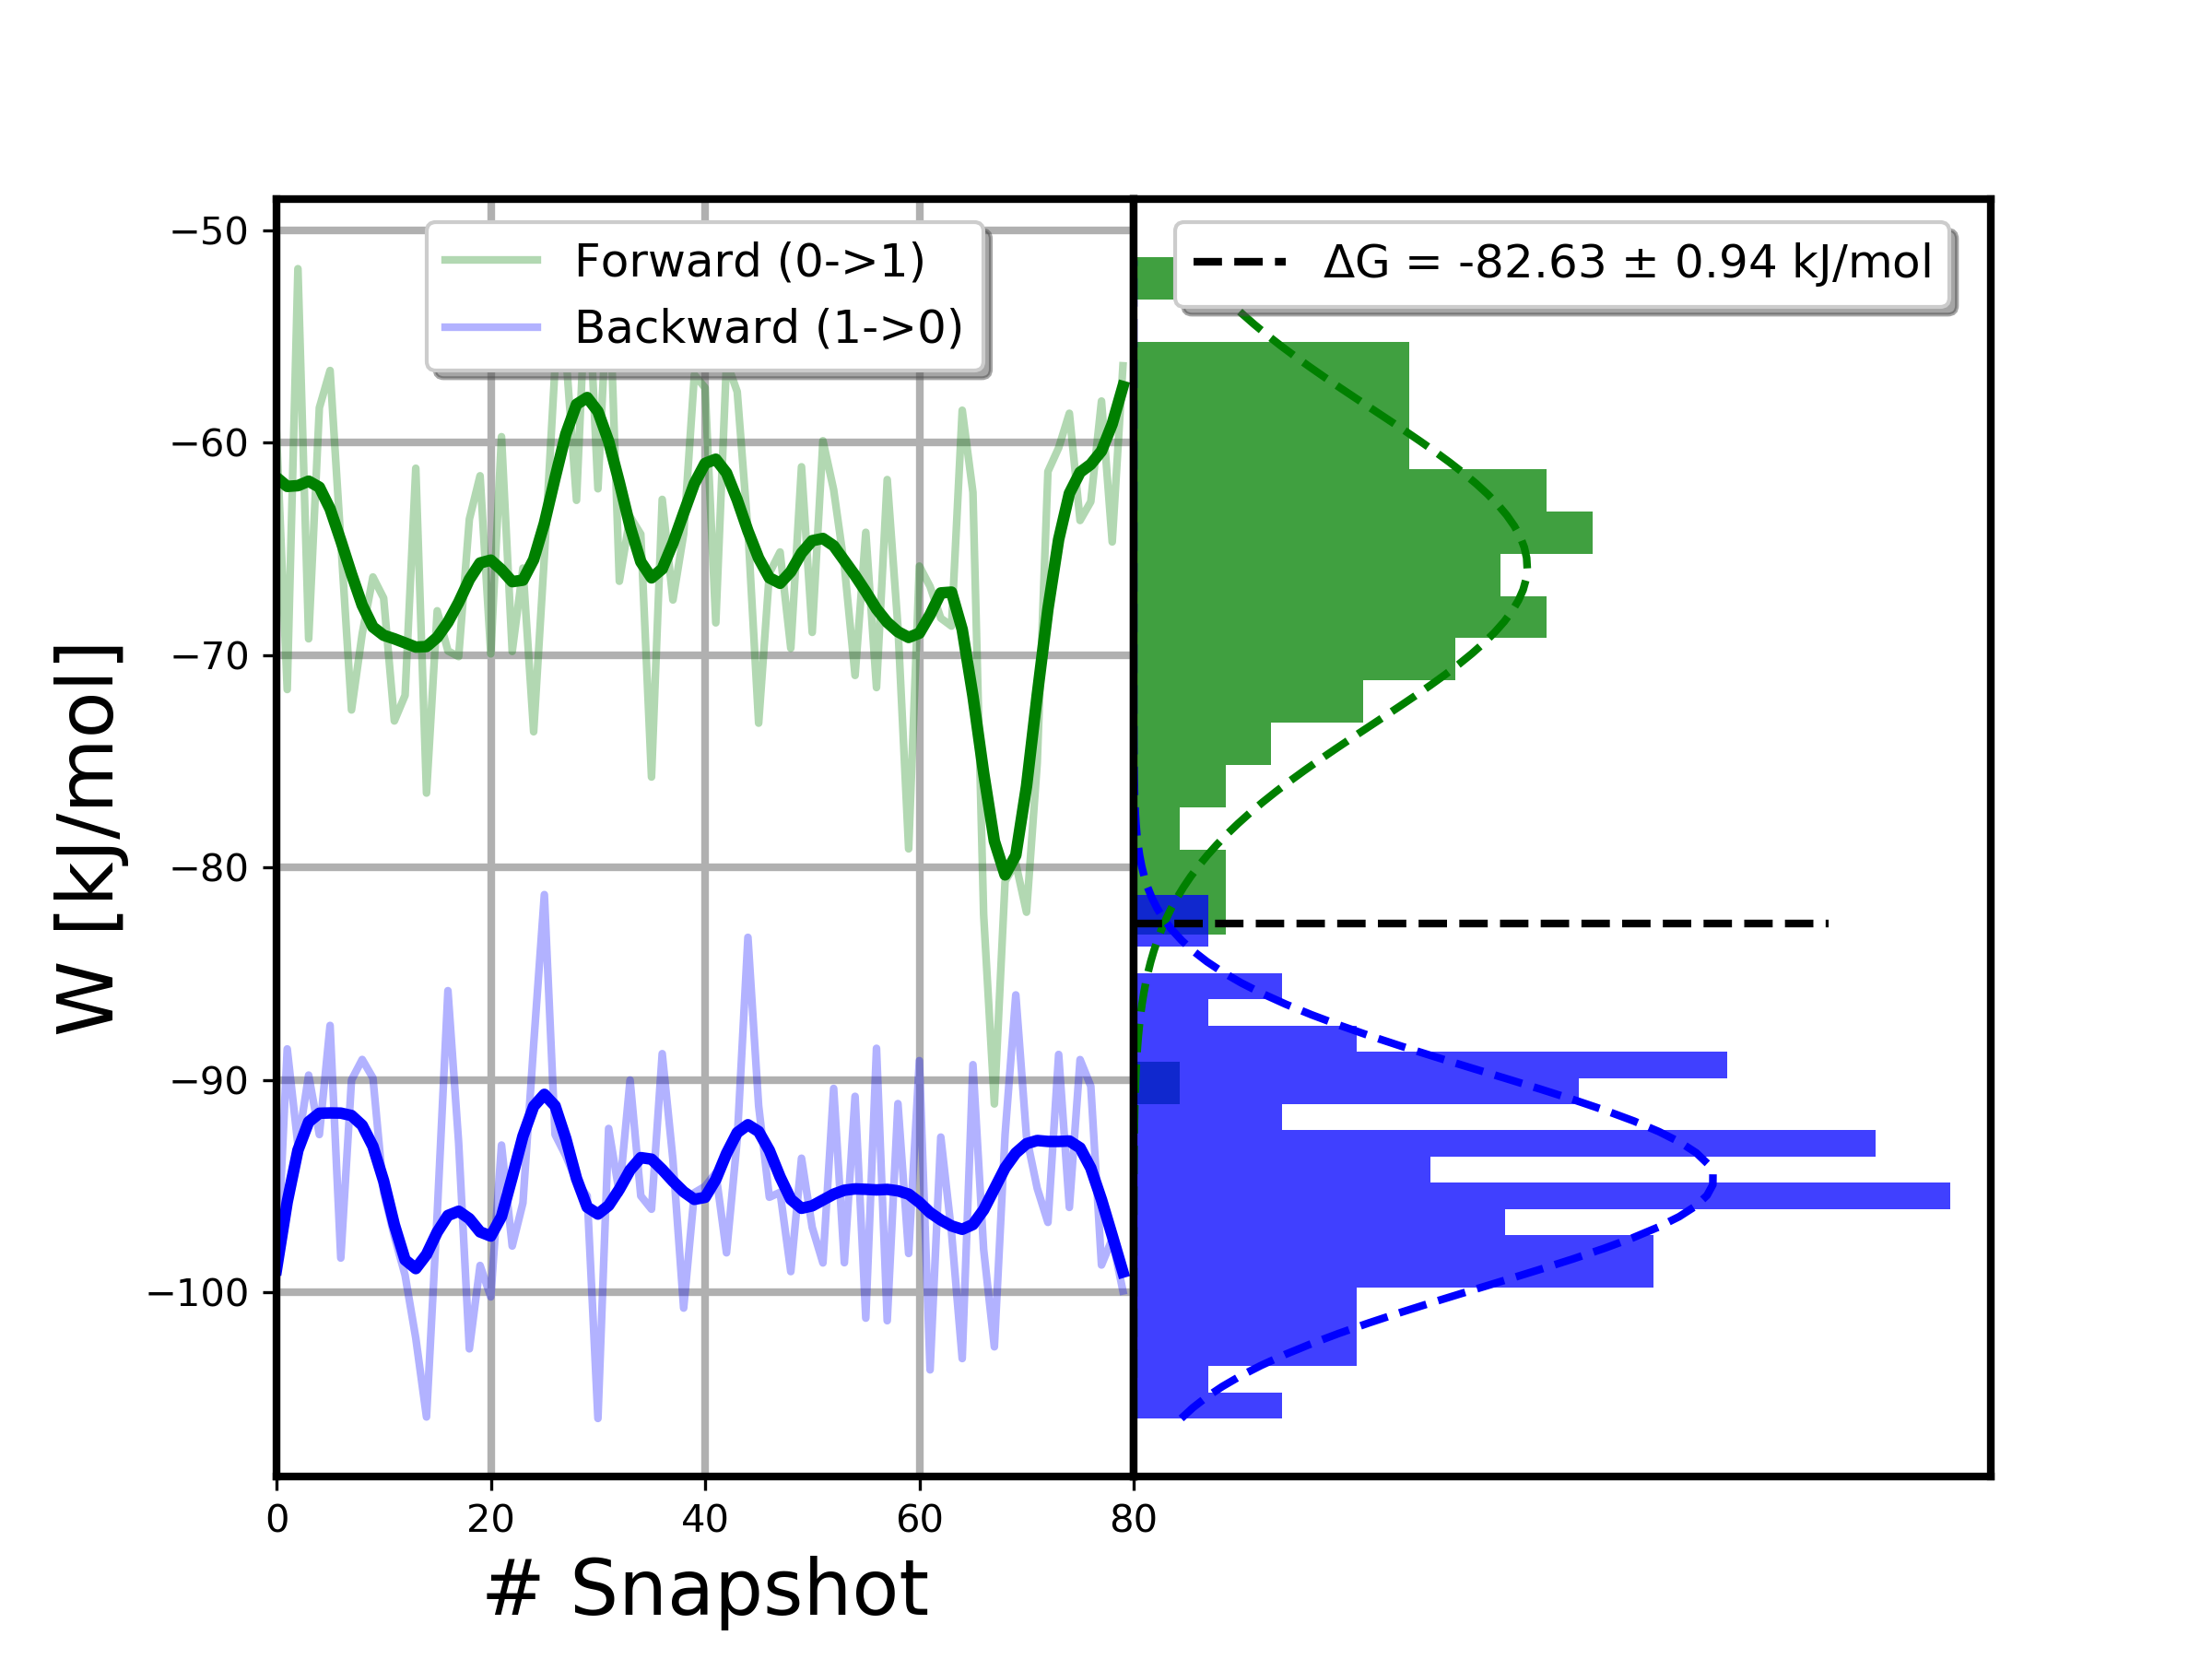 Forward (0->1)
Backward (1->0)
ΔG = -82.63 ± 0.94 kJ/mol
−50
−60
−70
−80
−90
−100
W [kJ/mol]
0 20 40 60 80
# Snapshot